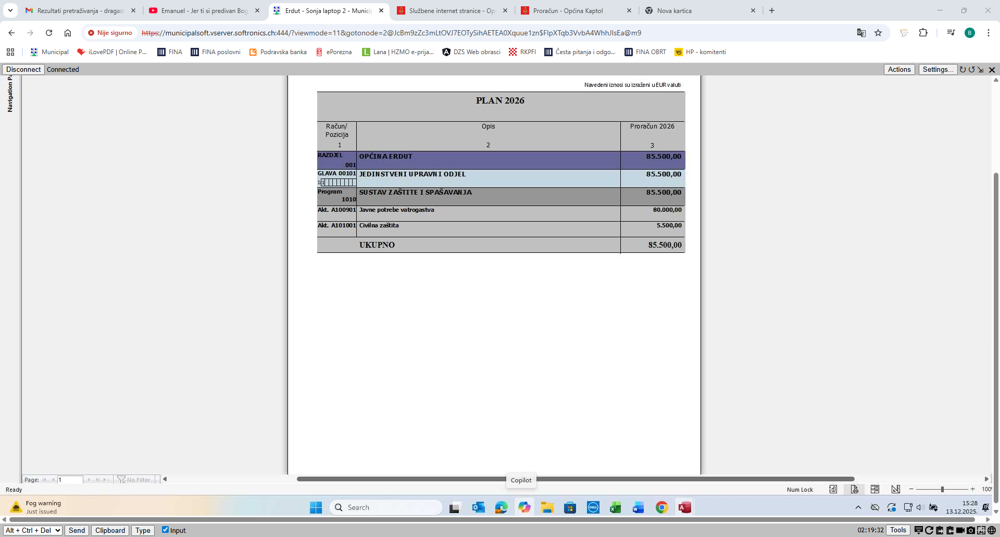 Rezultati pretraživanja - dragas
Emanuel - Jer ti si predivan Bog
Erdut - Sonja laptop 2 - Munici
Službene internet stranice - Op
Proračun - Općina Kaptol
Nova kartica
Nije sigurno
https://municipalsoft.vserver.softronics.ch:444/?viewmode=11&gotonode=2@JcBm9zZc3mLtOVJ7EOTySihAETEA0Xquue1zn$FlpXTqb3VvbA4WhhJlsEa@m9
B
Municipal
iLovePDF | Online P...
FINA
FINA poslovni
Podravska banka
ePorezna
Lana | HZMO e-prija...
DZS Web obrasci
RKPFI
Česta pitanja i odgo...
FINA OBRT
HP - komitenti
Disconnect
Connected
Actions
Settings...
Navigation Pa
Navedeni iznosi su izraženi u EUR valuti
PLAN 2026
Račun/
Pozicija
Opis
Proračun 2026
1
2
3
RAZDJEL
001
OPĆINA ERDUT
85.500,00
GLAVA 00101
JEDINSTVENI UPRAVNI ODJEL
85.500,00
I: 1
Program
1010
SUSTAV ZAŠTITE I SPAŠAVANJA
85.500,00
Akt. A100901
Javne potrebe vatrogastva
80.000,00
Akt. A101001
Civilna zaštita
5.500,00
UKUPNO
85.500,00
Page:
1
No Filter
Copilot
Ready
Num Lock
100%
Fog warning
Just issued
Search
DELL
15:28
13.12.2025.
Alt + Ctrl + Del
Send
Clipboard
Type
Input
02:19:32
Tools